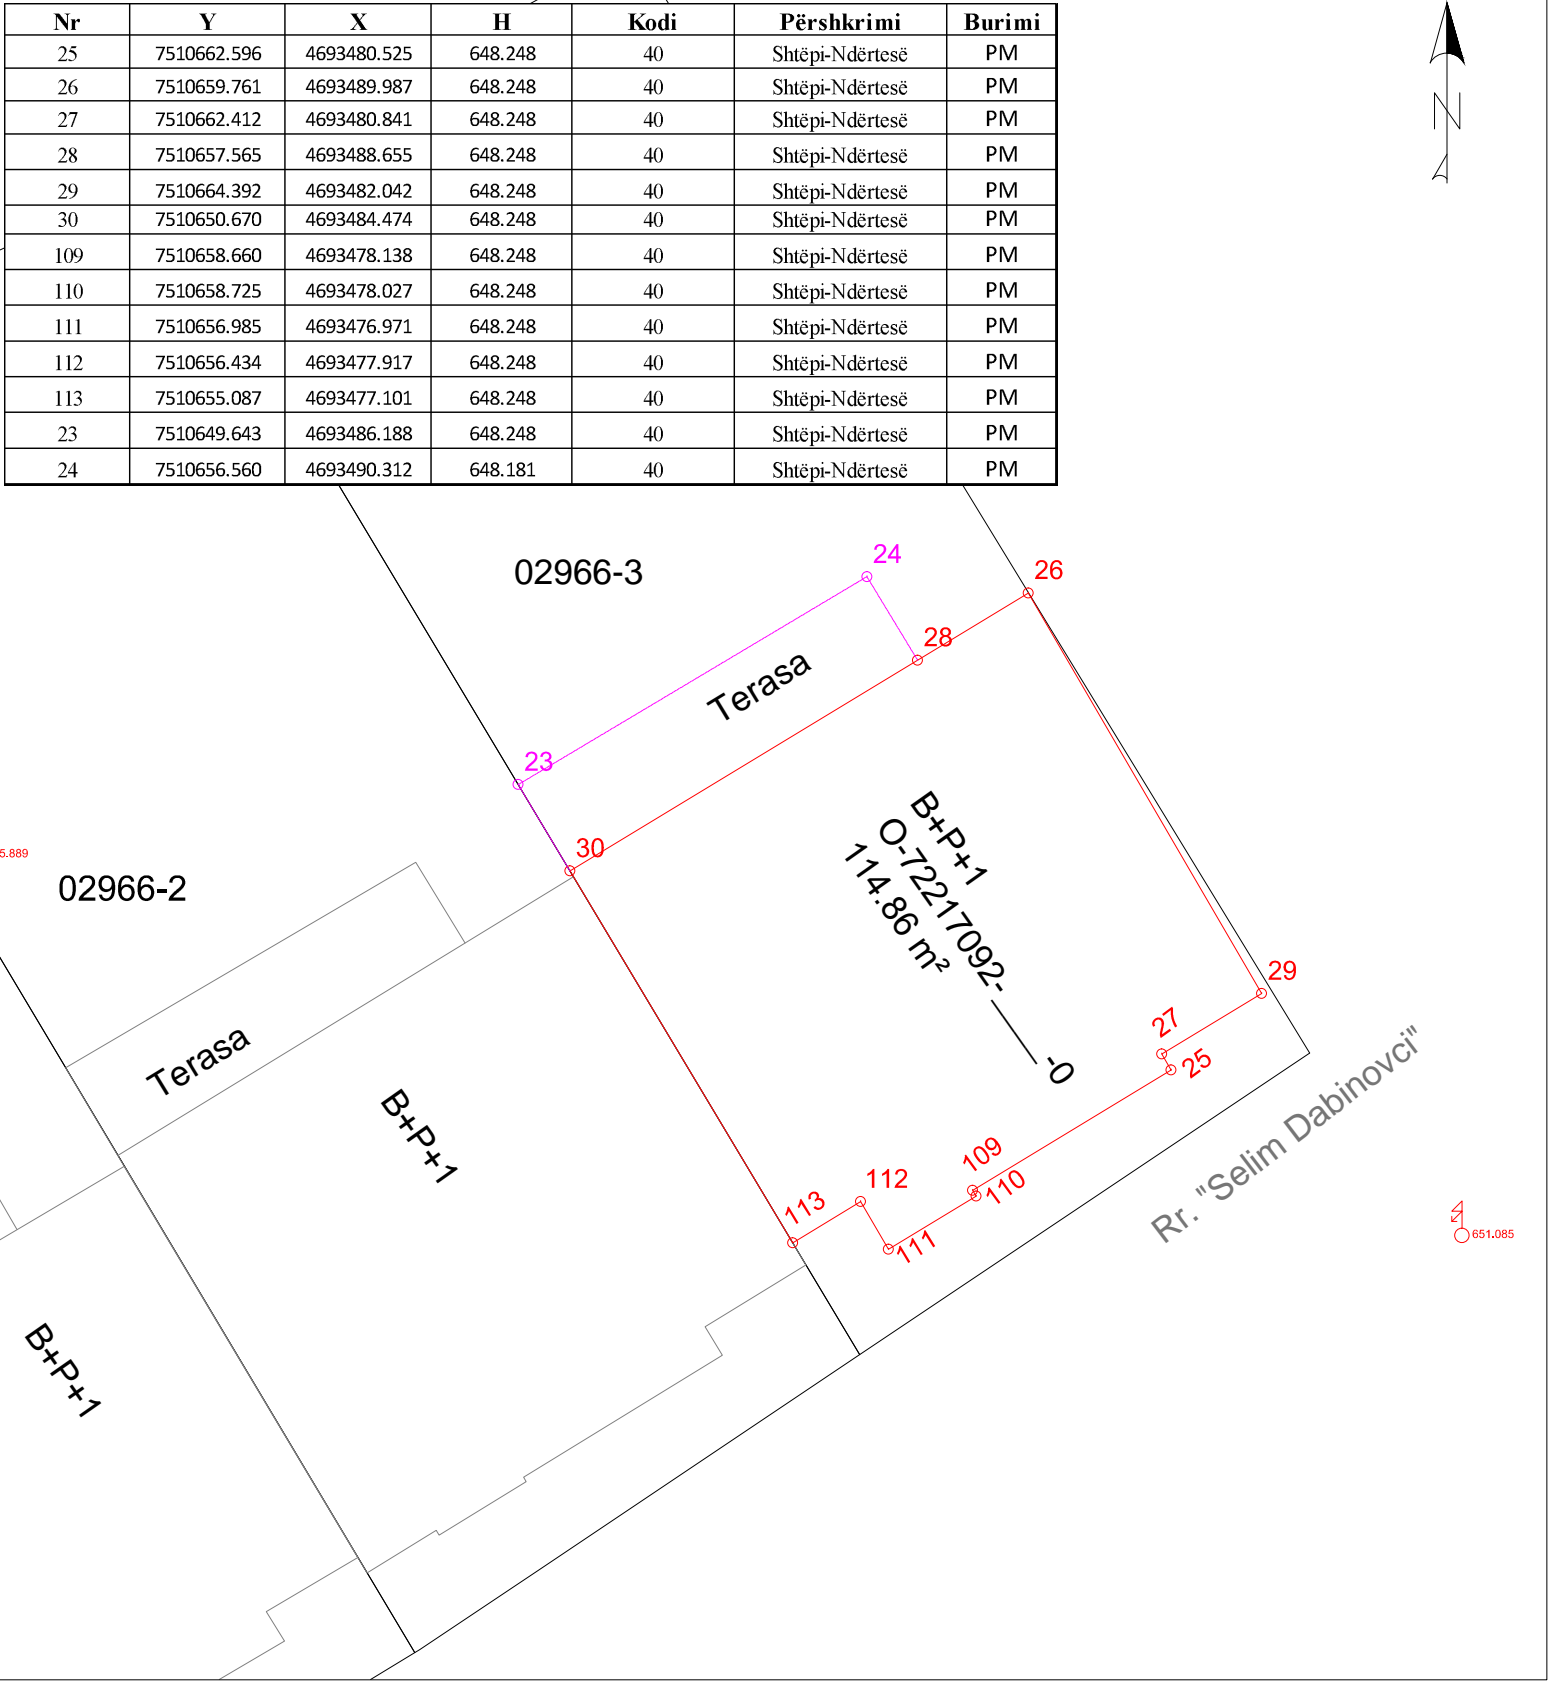 Nr Y X H Kodi Përshkrimi Burimi
25 7510662.596 4693480.525 648.248 40 Shtëpi-Ndërtesë PM
26 7510659.761 4693489.987 648.248 40 Shtëpi-Ndërtesë PM
27 7510662.412 4693480.841 648.248 40 Shtëpi-Ndërtesë PM
28 7510657.565 4693488.655 648.248 40 Shtëpi-Ndërtesë PM
29 7510664.392 4693482.042 648.248 40 Shtëpi-Ndërtesë PM
30 7510650.670 4693484.474 648.248 40 Shtëpi-Ndërtesë PM
109 7510658.660 4693478.138 648.248 40 Shtëpi-Ndërtesë PM
110 7510658.725 4693478.027 648.248 40 Shtëpi-Ndërtesë PM
111 7510656.985 4693476.971 648.248 40 Shtëpi-Ndërtesë PM
112 7510656.434 4693477.917 648.248 40 Shtëpi-Ndërtesë PM
113 7510655.087 4693477.101 648.248 40 Shtëpi-Ndërtesë PM
23 7510649.643 4693486.188 648.248 40 Shtëpi-Ndërtesë PM
24 7510656.560 4693490.312 648.181 40 Shtëpi-Ndërtesë PM
N
24
02966-3
26
28
Terasa
23
30
B+P+1
O-72217092-
-0
114.86 m²
5.889
02966-2
29
27
25
Terasa
B+P+1
109
110
112
113
111
Rr. "Selim Dabinovci"
651.085
B+P+1